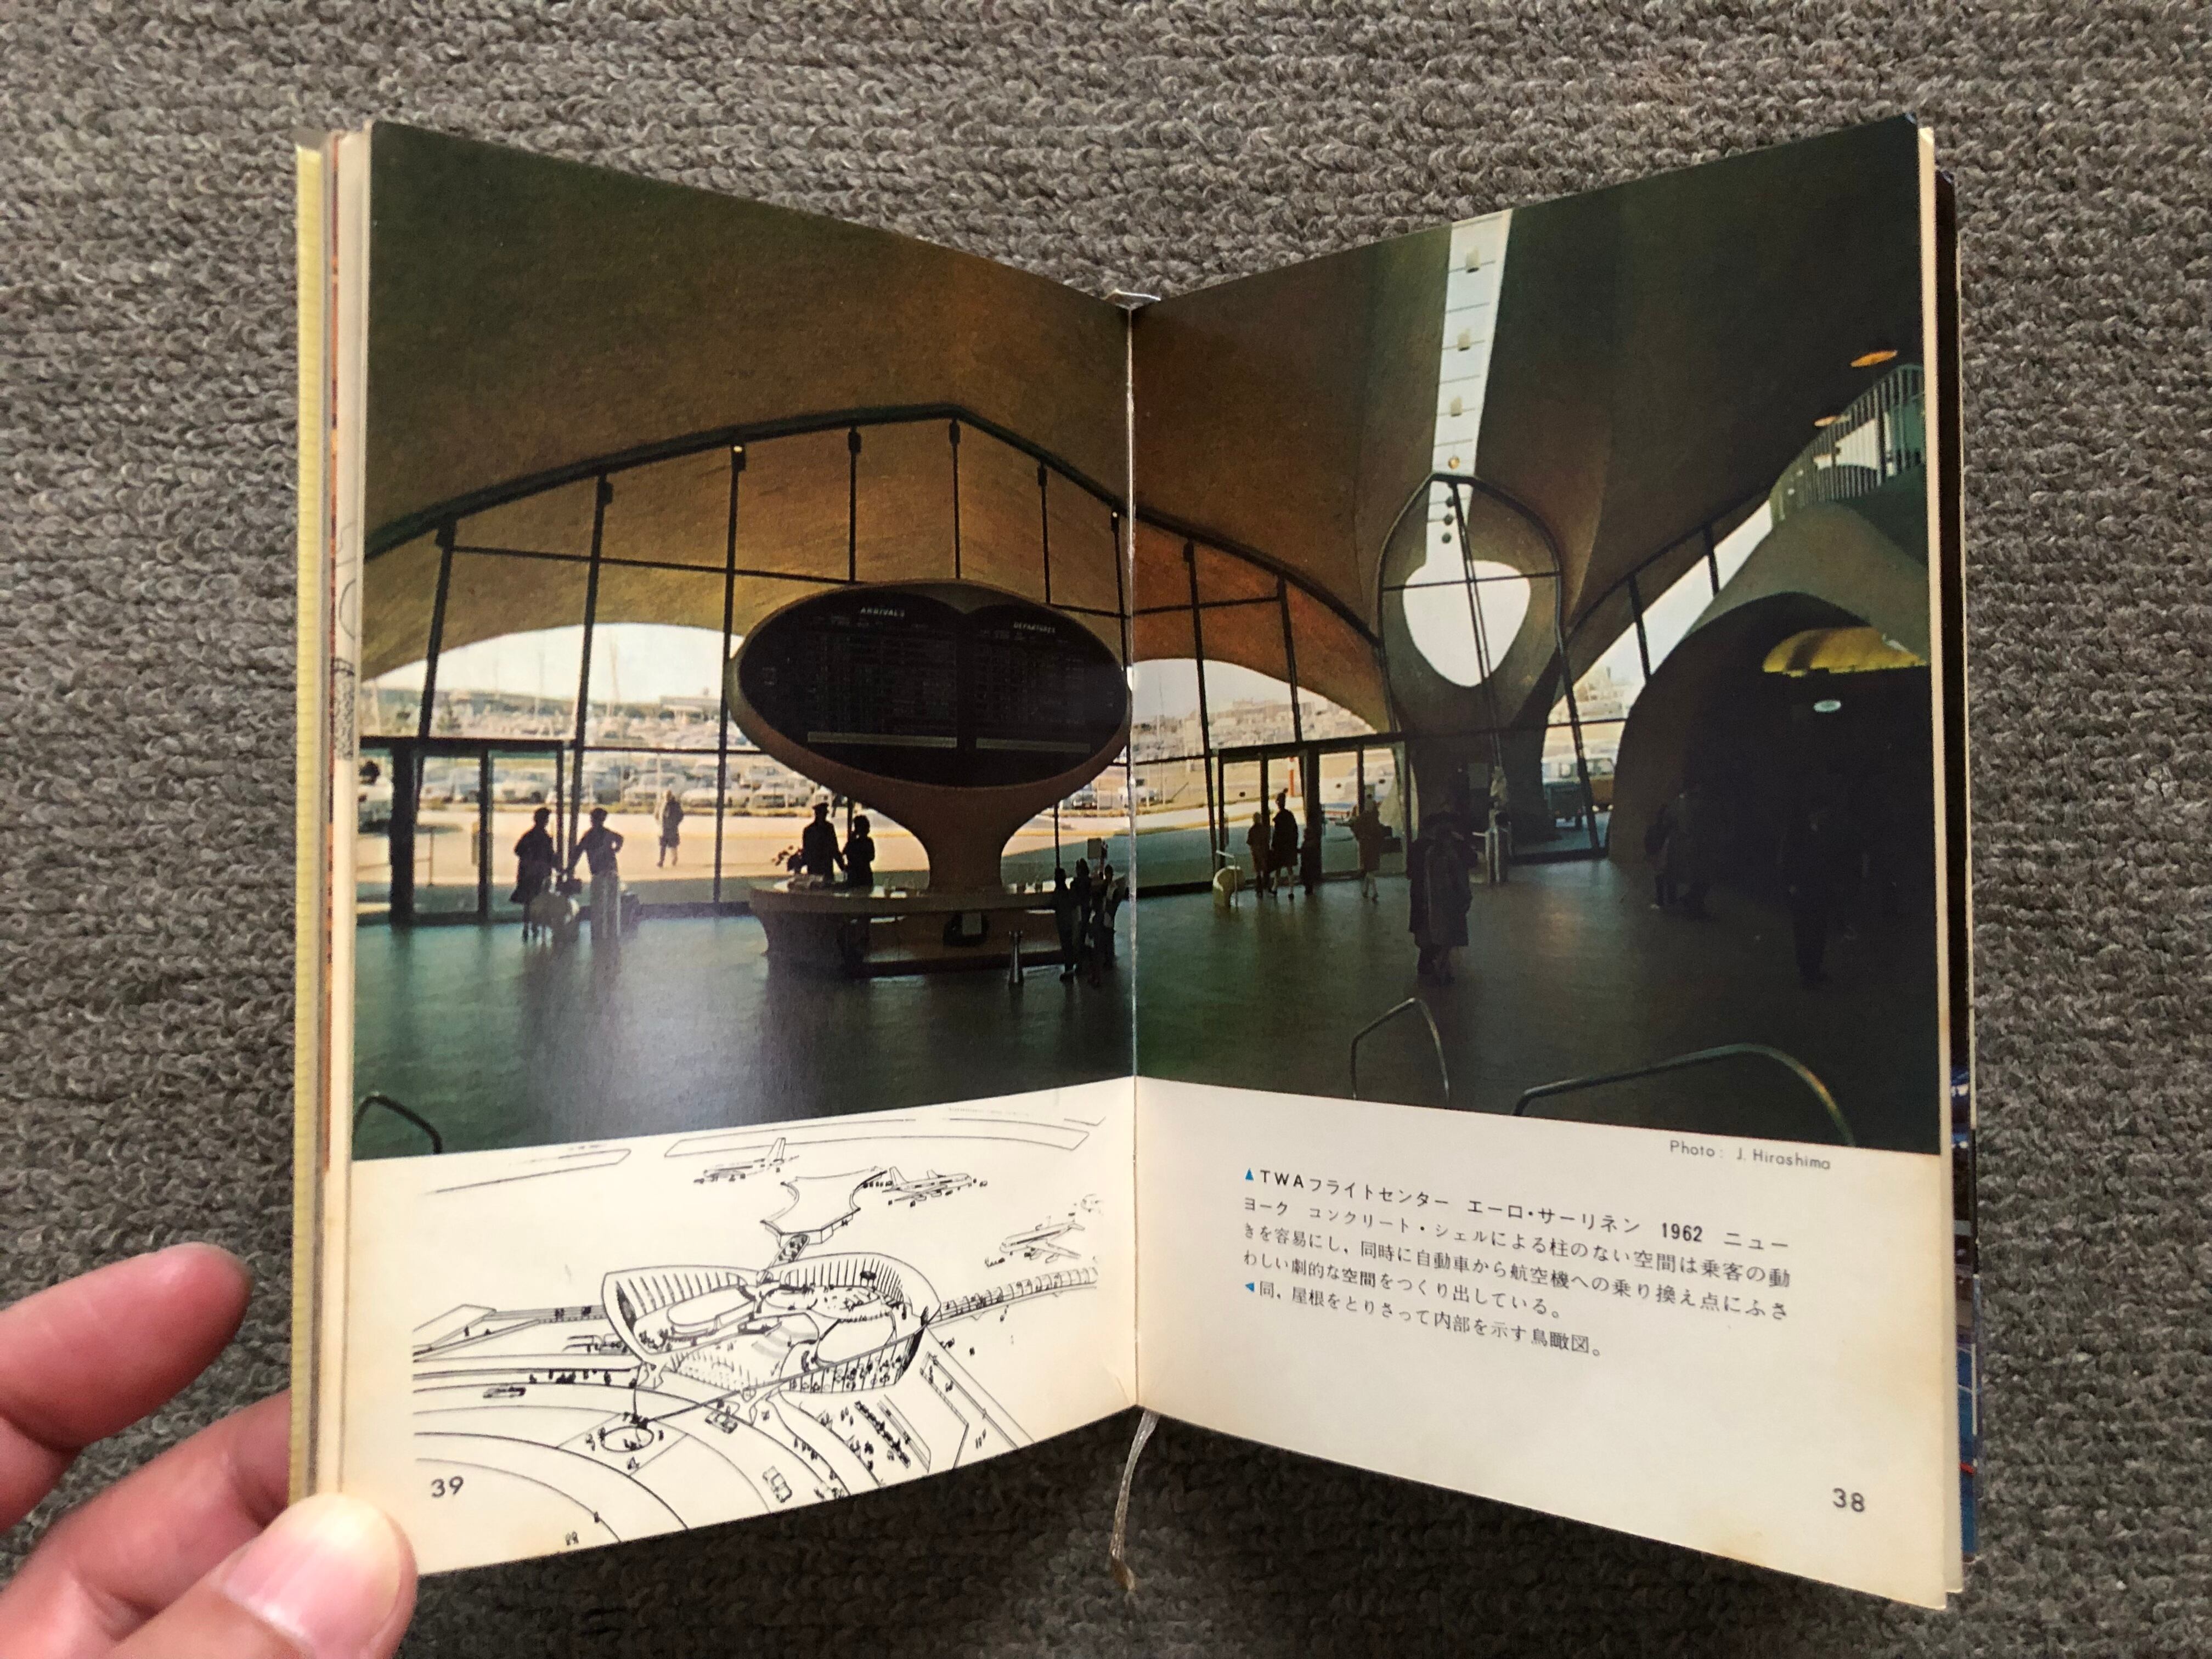 ARRIVALS
DEPARTURES
Photo: J. Hirashima
▲TWAフライトセンター　エーロ・サーリネン　1962　ニュー
ヨーク　コンクリート・シェルによる柱のない空間は乗客の動
きを容易にし，同時に自動車から航空機への乗り換え点にふさ
わしい劇的な空間をつくり出している。
◀同，屋根をとりさって内部を示す鳥瞰図。
39
38